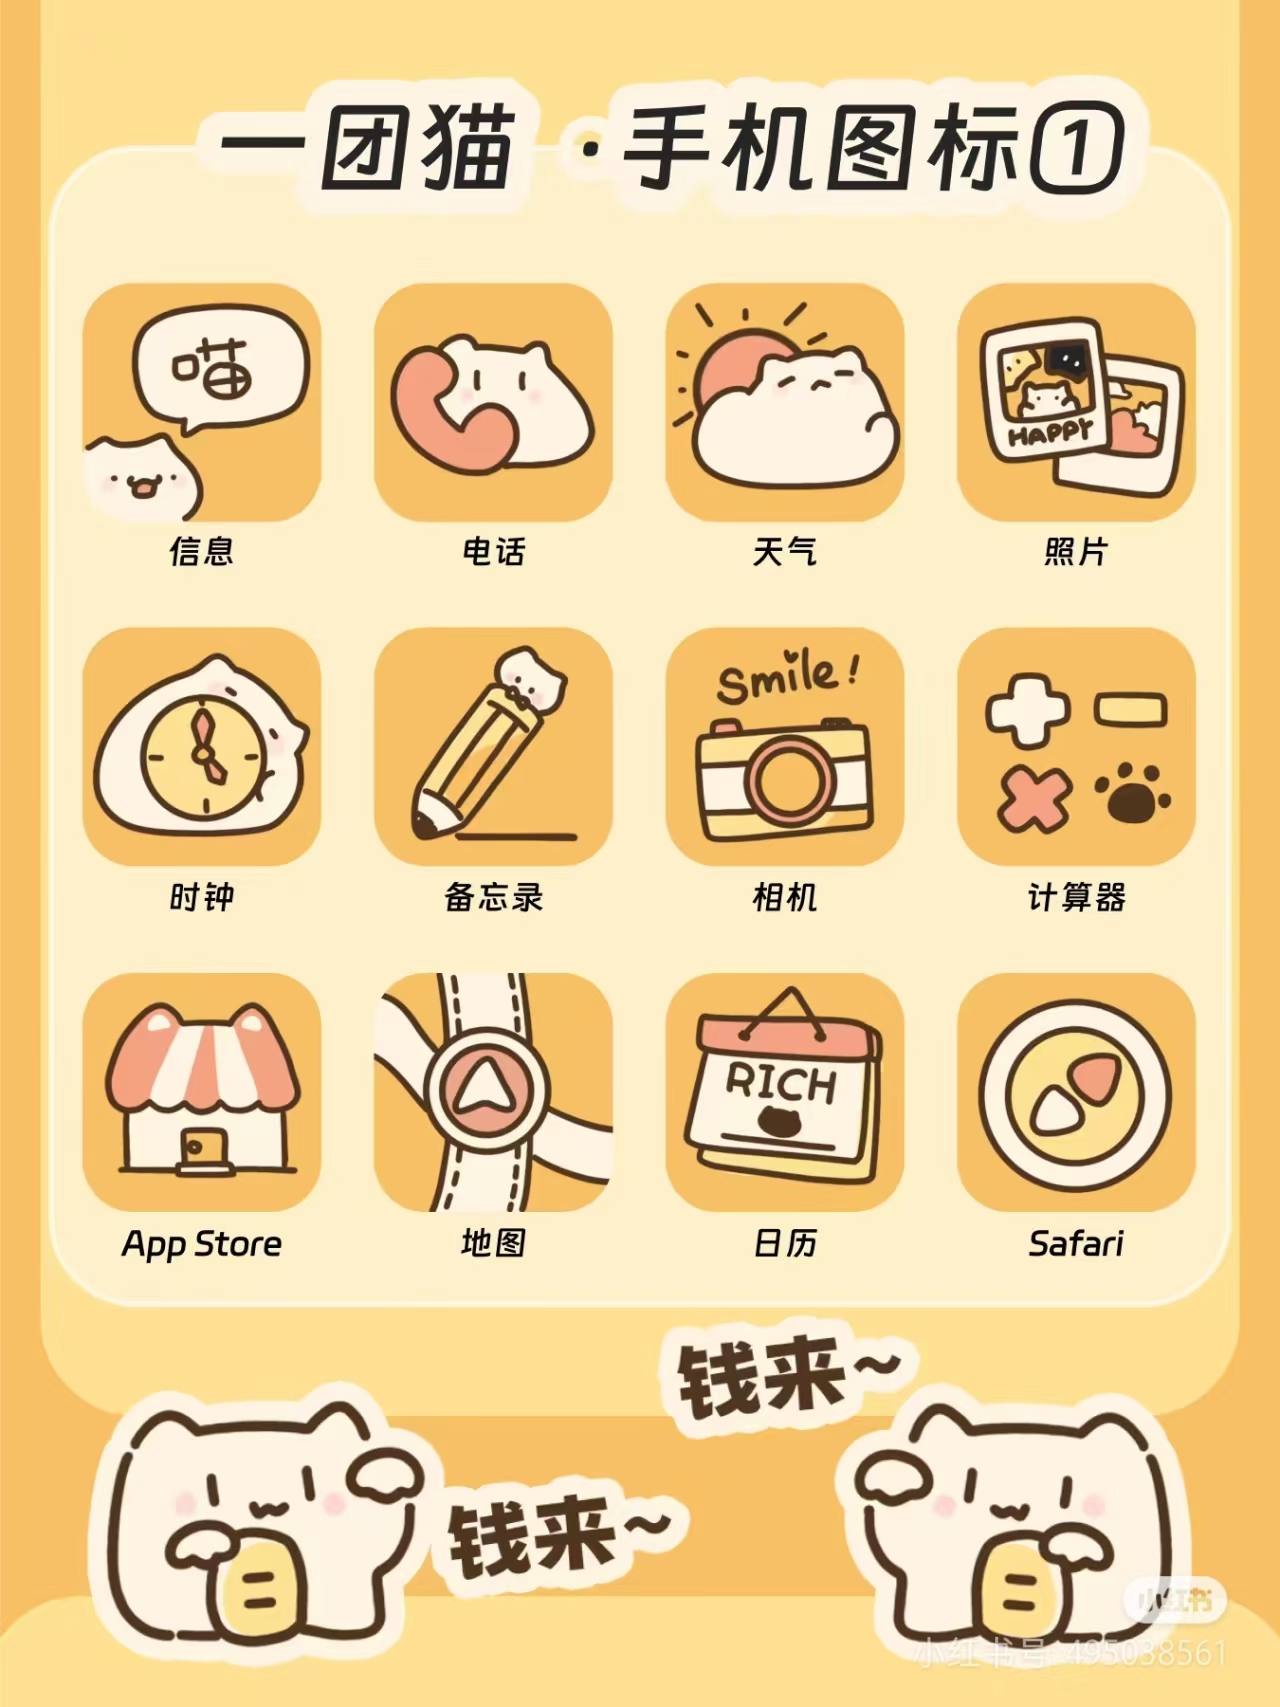 一团猫·手机图标①
喵
HAPPY
信息 电话 天气 照片
Smile!
时钟 备忘录 相机 计算器
RICH
App Store 地图 日历 Safari
钱来~
钱来~
小红书
小红书号:495038561